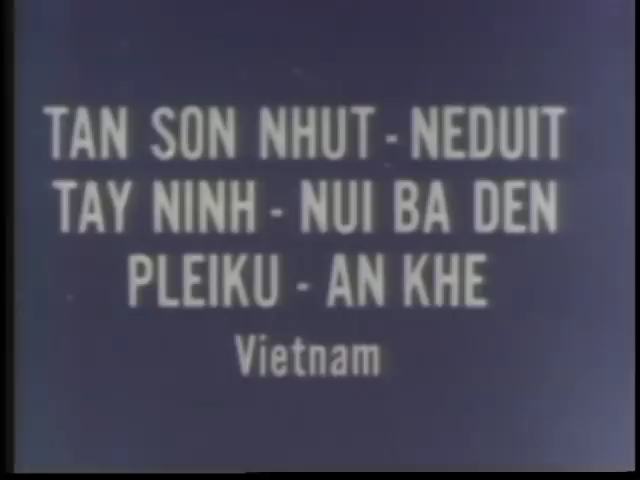 TAN SON NHUT - NEDUIT
TAY NINH - NUI BA DEN
PLEIKU - AN KHE
Vietnam